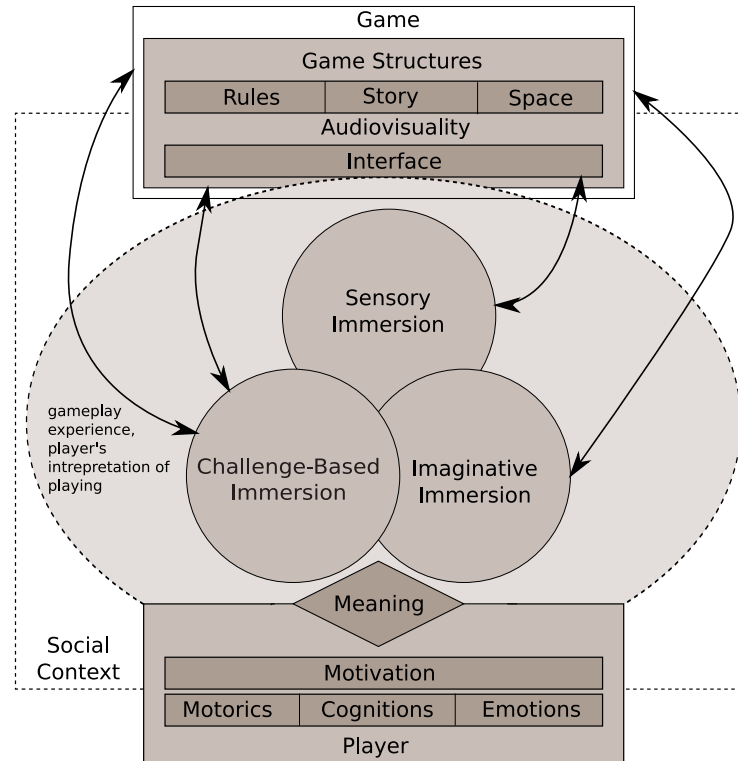 Game
Game Structures
Rules
Story
Space
Audiovisuality
Interface
Sensory
Immersion
gameplay
experience,
player's
intrepretation of
playing
Challenge-Based
Immersion
Imaginative
Immersion
Meaning
Social
Context
Motivation
Motorics
Cognitions
Emotions
Player